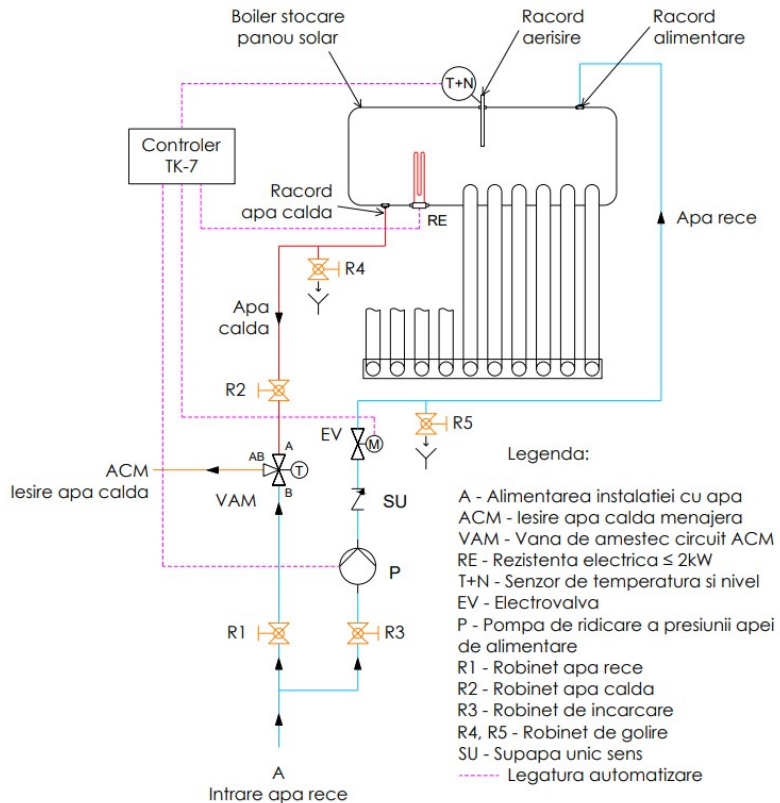 Boiler stocare
panou solar
Racord
aerisire
Racord
alimentare
T+N
Controler
TK-7
Racord
apa calda
RE
Apa rece
R4
Apa
calda
R2
EV
M
R5
A
AB
T
B
ACM
Iesire apa calda
VAM
SU
P
R1
R3
A
Intrare apa rece
Legenda:
A - Alimentarea instalatiei cu apa
ACM - Iesire apa calda menajera
VAM - Vana de amestec circuit ACM
RE - Rezistenta electrica ≤ 2kW
T+N - Senzor de temperatura si nivel
EV - Electrovalva
P - Pompa de ridicare a presiunii apei
de alimentare
R1 - Robinet apa rece
R2 - Robinet apa calda
R3 - Robinet de incarcare
R4, R5 - Robinet de golire
SU - Supapa unic sens
Legatura automatizare